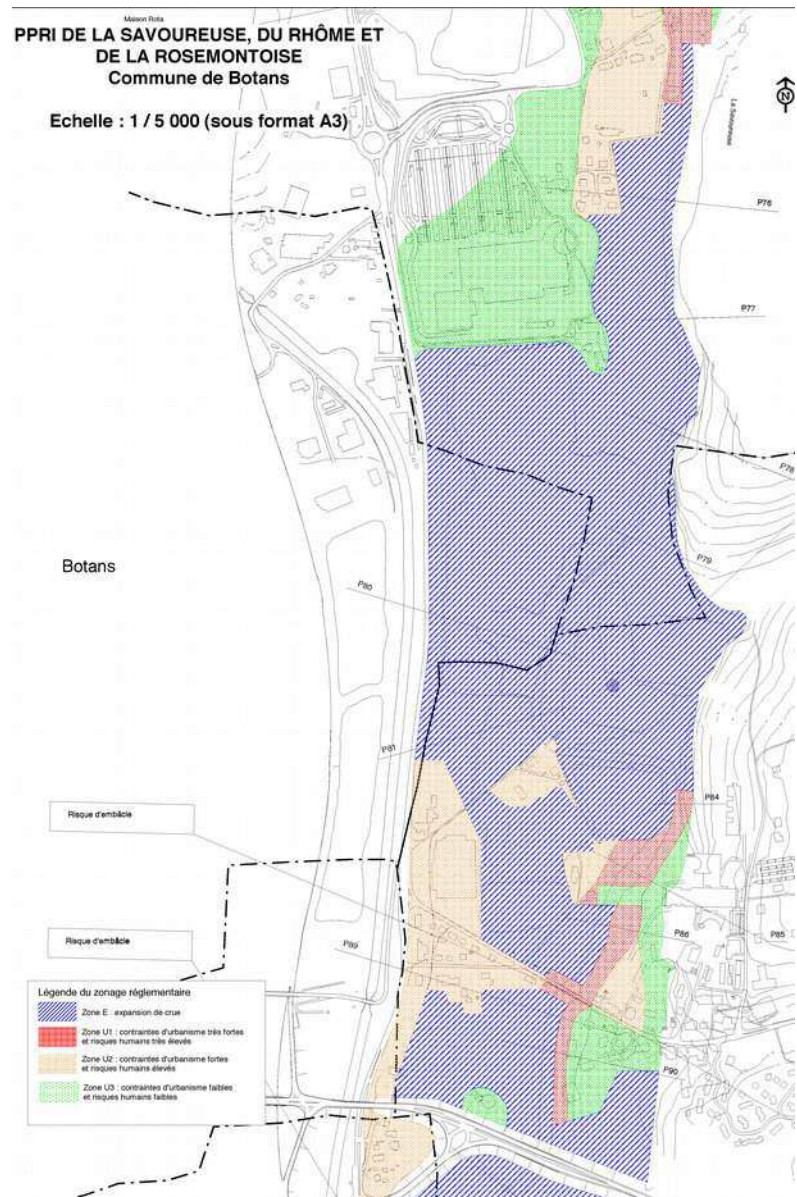 Maison Rota
PPRI DE LA SAVOUREUSE, DU RHÔME ET
DE LA ROSEMONTOISE
Commune de Botans
Echelle : 1 / 5 000 (sous format A3)
N
La Savoureuse
P76
P77
P78
P79
Botans
P80
P81
P84
Risque d'embâcle
P86
P85
Risque d'embâcle
P89
P90
Légende du zonage réglementaire
Zone E : expansion de crue
Zone U1 : contraintes d'urbanisme très fortes
et risques humains très élevés
Zone U2 : contraintes d'urbanisme fortes
et risques humains élevés
Zone U3 : contraintes d'urbanisme faibles
et risques humains faibles